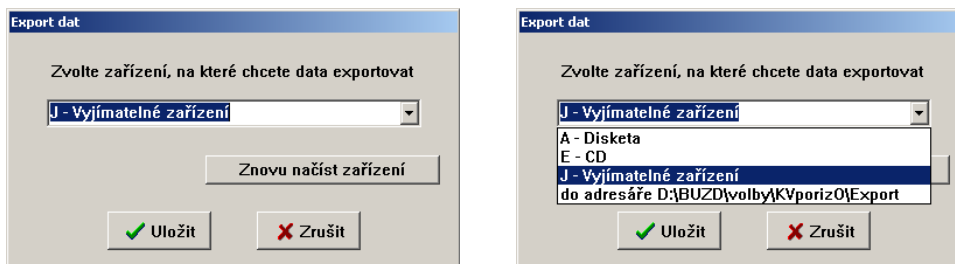 Export dat
Zvolte zařízení, na které chcete data exportovat
J - Vyjímatelné zařízení
Znovu načíst zařízení
Uložit
Zrušit
Export dat
Zvolte zařízení, na které chcete data exportovat
J - Vyjímatelné zařízení
A - Disketa
E - CD
J - Vyjímatelné zařízení
do adresáře D:\BUZD\volby\KVporizO\Export
Uložit
Zrušit